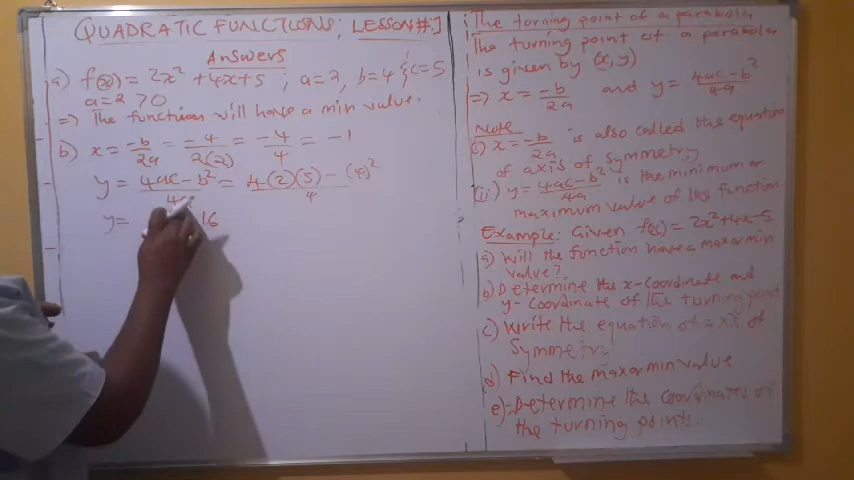 QUADRATIC FUNCTIONS; LESSON #:1
Answers
a) f(x) = 2x² + 4x + 5 ; a = 2, b = 4 & c = 5
a = 2 > 0
=> The function will have a min value.
b) x = -b/2a = -4/2(2) = -4/4 = -1
y = 4ac - b²/4 = 4(2)(5) - (4)²/4
y = 16
The turning point of a parabola
The turning point of a parabola
is given by (x, y)
=> x = -b/2a and y = 4ac - b²/4a
Note
(i) x = -b/2a is also called the equation
of axis of symmetry
(ii) y = 4ac - b²/4a is the minimum or
maximum value of the function.
Example: Given f(x) = 2x² + 4x - 5
a) Will the function have a max or min
value?
b) Determine the x-Coordinate and
y-Coordinate of the turning point
c) Write the equation of axis of
Symmetry
d) Find the max or min value
e) Determine the coordinates of
the turning points.